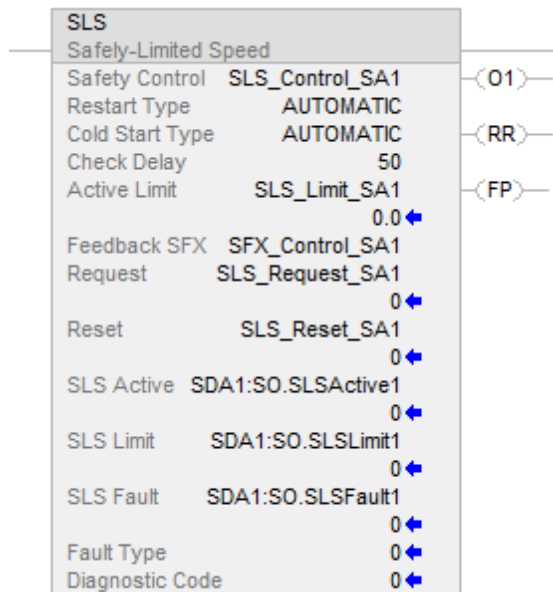 SLS
Safely-Limited Speed
Safety Control SLS_Control_SA1 (O1)
Restart Type AUTOMATIC
Cold Start Type AUTOMATIC (RR)
Check Delay 50
Active Limit SLS_Limit_SA1 (FP)
0.0
Feedback SFX SFX_Control_SA1
Request SLS_Request_SA1
0
Reset SLS_Reset_SA1
0
SLS Active SDA1:SO.SLSActive1
0
SLS Limit SDA1:SO.SLSLimit1
0
SLS Fault SDA1:SO.SLSFault1
0
Fault Type 0
Diagnostic Code 0